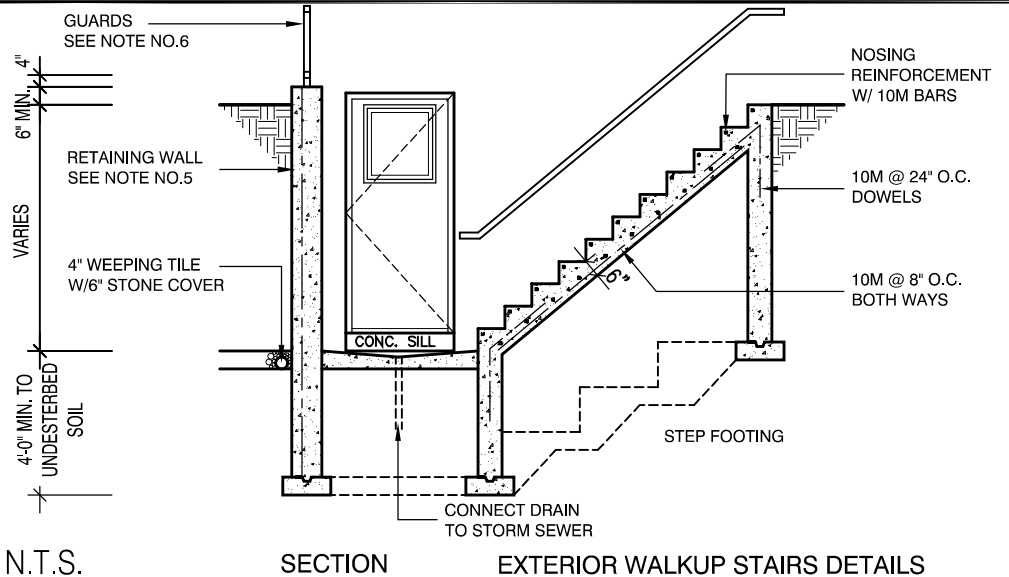 GUARDS
SEE NOTE NO.6
4"
6" MIN.
RETAINING WALL
SEE NOTE NO.5
VARIES
4" WEEPING TILE
W/6" STONE COVER
4'-0" MIN. TO
UNDESTERBED
SOIL
CONC. SILL
NOSING
REINFORCEMENT
W/ 10M BARS
10M @ 24" O.C.
DOWELS
6"
10M @ 8" O.C.
BOTH WAYS
STEP FOOTING
CONNECT DRAIN
TO STORM SEWER
N.T.S.
SECTION
EXTERIOR WALKUP STAIRS DETAILS